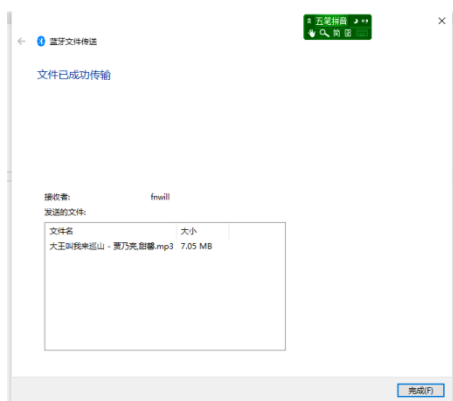 五笔拼音
简
蓝牙文件传送
文件已成功传输
接收者: fnwill
发送的文件:
文件名 大小
大王叫我来巡山 - 贾乃亮,甜馨.mp3 7.05 MB
完成(F)